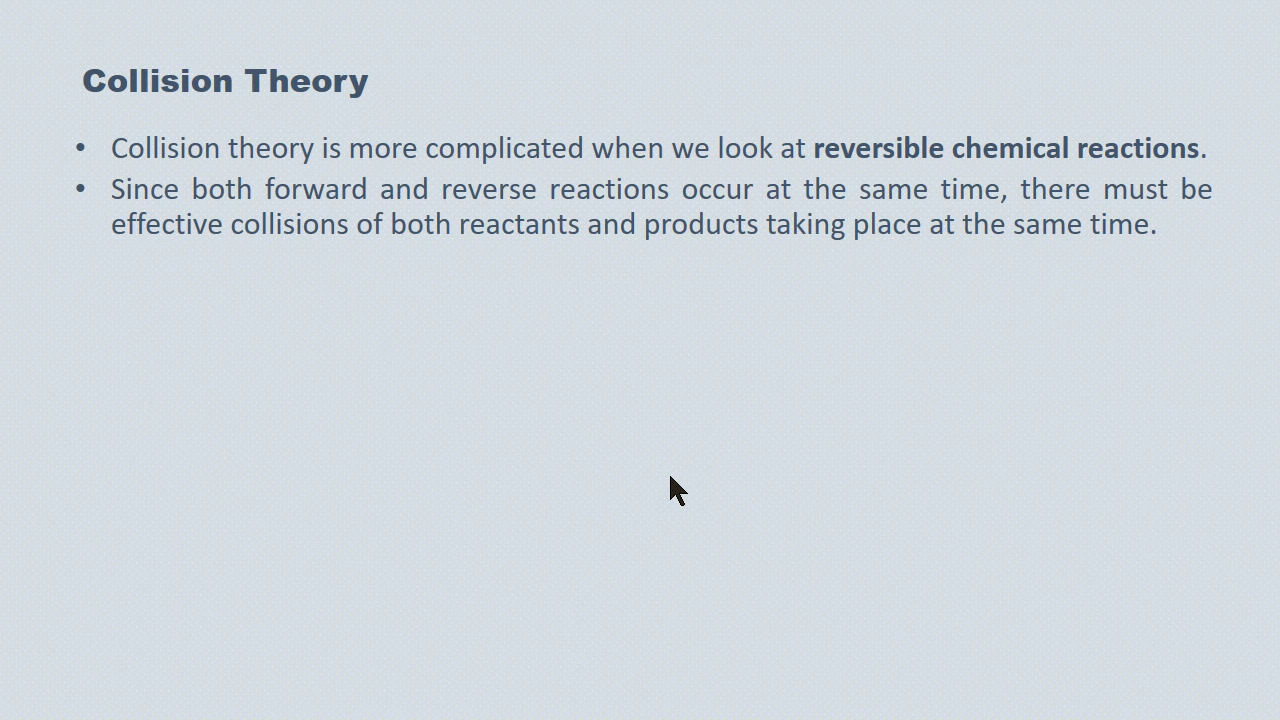 Collision Theory
• Collision theory is more complicated when we look at reversible chemical reactions.
• Since both forward and reverse reactions occur at the same time, there must be
effective collisions of both reactants and products taking place at the same time.